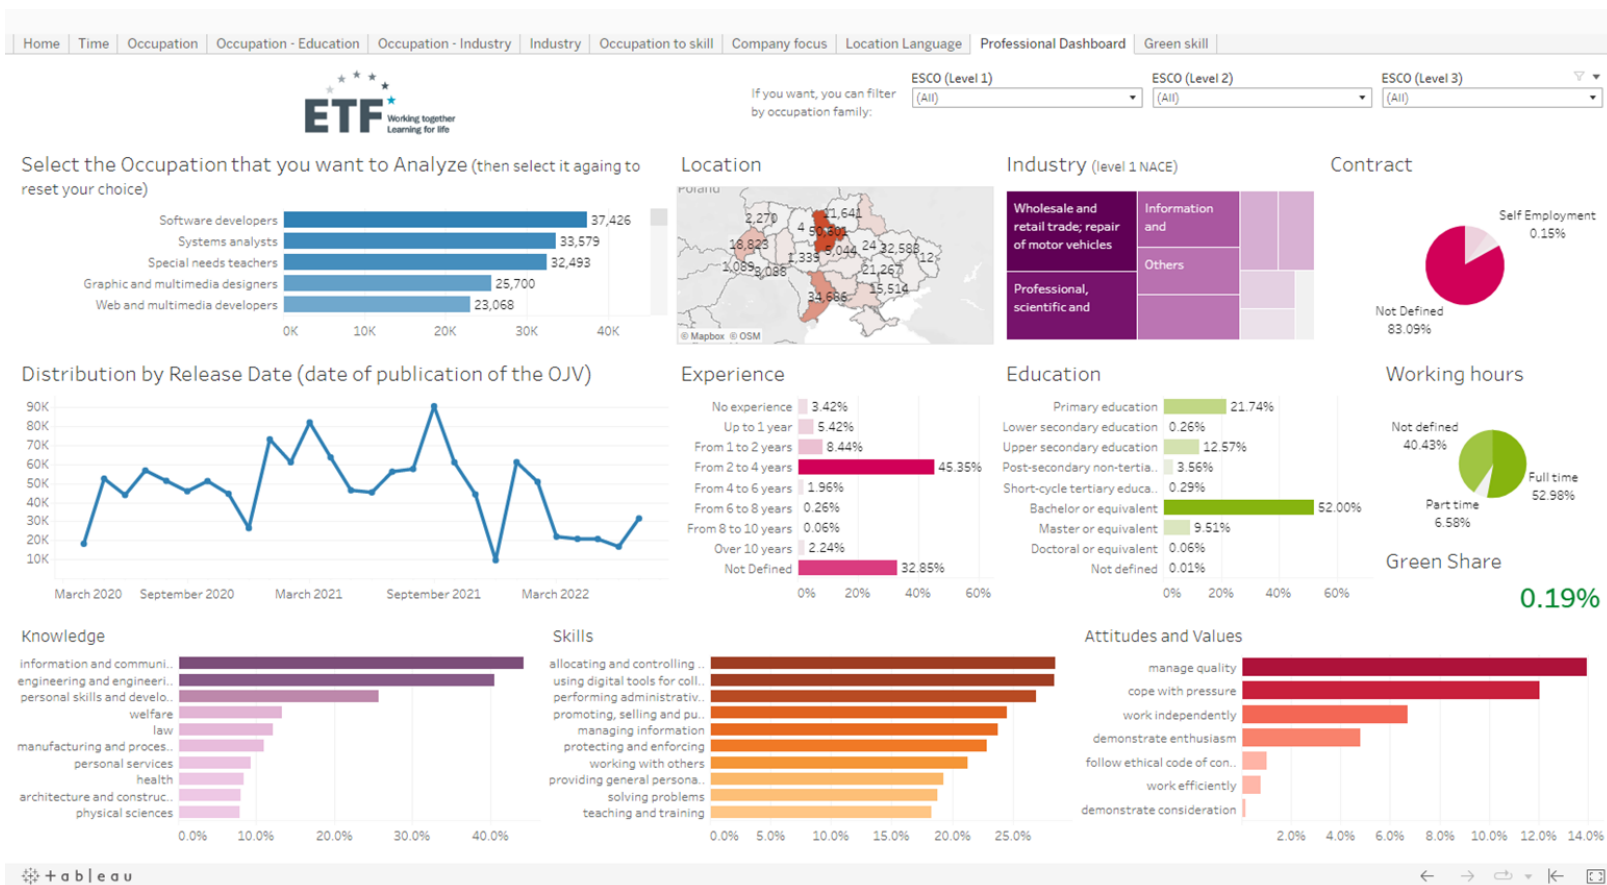 Home Time Occupation Occupation - Education Occupation - Industry Industry Occupation to skill Company focus Location Language Professional Dashboard Green skill
ETF Working together
Learning for life
If you want, you can filter
by occupation family:
ESCO (Level 1)
(All)
ESCO (Level 2)
(All)
ESCO (Level 3)
(All)
Select the Occupation that you want to Analyze (then select it againg to
reset your choice)
Software developers 37,426
Systems analysts 33,579
Special needs teachers 32,493
Graphic and multimedia designers 25,700
Web and multimedia developers 23,068
0K 10K 20K 30K 40K
Location
Poland
2,270
4
21,641
18,823
5,044
24
32,583
12
1,339
1,089
3,088
21,267
34,686
15,514
© Mapbox © OSM
Industry (level 1 NACE)
Wholesale and
retail trade; repair
of motor vehicles
Professional,
scientific and
Information
and
Others
Contract
Self Employment
0.15%
Not Defined
83.09%
Distribution by Release Date (date of publication of the OJV)
90K
80K
70K
60K
50K
40K
30K
20K
10K
March 2020 September 2020 March 2021 September 2021 March 2022
Experience
No experience 3.42%
Up to 1 year 5.42%
From 1 to 2 years 8.44%
From 2 to 4 years 45.35%
From 4 to 6 years 1.96%
From 6 to 8 years 0.26%
From 8 to 10 years 0.06%
Over 10 years 2.24%
Not Defined 32.85%
0% 20% 40% 60%
Education
Primary education 21.74%
Lower secondary education 0.26%
Upper secondary education 12.57%
Post-secondary non-tertia.. 3.56%
Short-cycle tertiary educa.. 0.29%
Bachelor or equivalent 52.00%
Master or equivalent 9.51%
Doctoral or equivalent 0.06%
Not defined 0.01%
0% 20% 40% 60%
Working hours
Not defined
40.43%
Full time
52.98%
Part time
6.58%
Green Share
0.19%
Knowledge
information and communi..
engineering and engineeri..
personal skills and develo..
welfare
law
manufacturing and proces..
personal services
health
architecture and construc..
physical sciences
0.0% 10.0% 20.0% 30.0% 40.0%
Skills
allocating and controlling ..
using digital tools for coll..
performing administrativ..
promoting, selling and pu..
managing information
protecting and enforcing
working with others
providing general persona..
solving problems
teaching and training
0.0% 5.0% 10.0% 15.0% 20.0% 25.0%
Attitudes and Values
manage quality
cope with pressure
work independently
demonstrate enthusiasm
follow ethical code of con..
work efficiently
demonstrate consideration
2.0% 4.0% 6.0% 8.0% 10.0% 12.0% 14.0%
+ableau